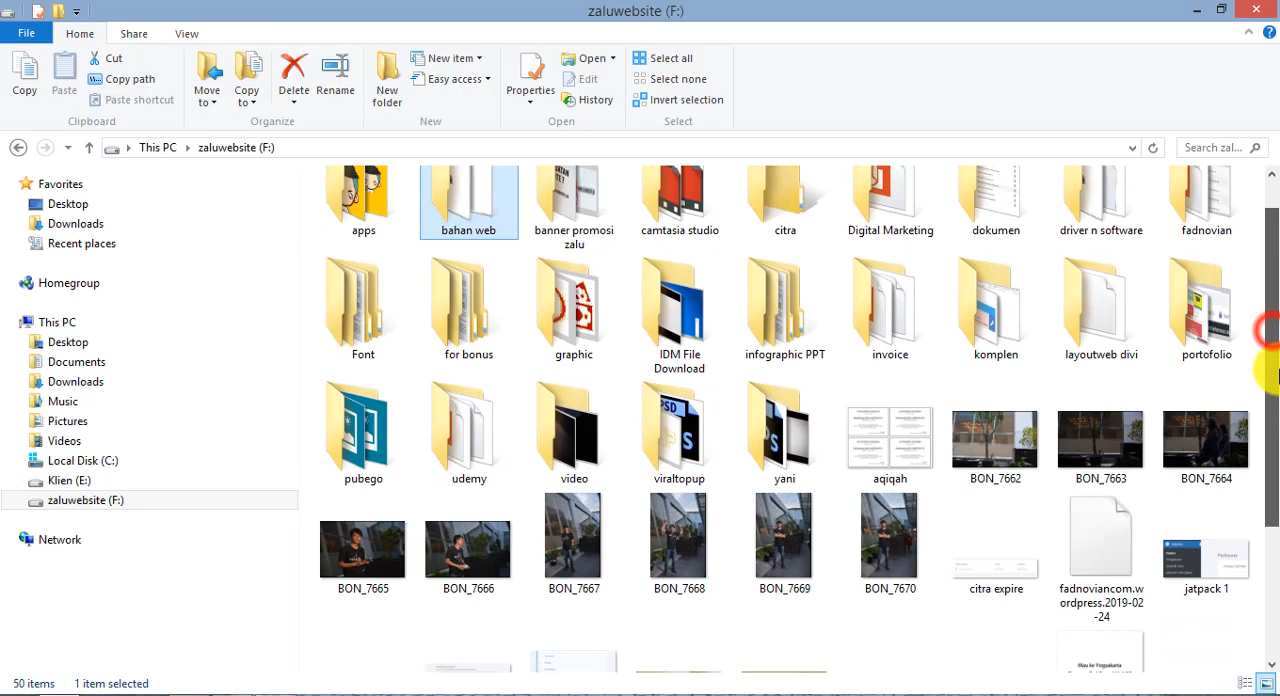 zaluwebsite (F:)
File
Home
Share
View
Copy
Paste
Cut
Copy path
Paste shortcut
Clipboard
Move to
Copy to
Delete
Rename
Organize
New folder
New item
Easy access
New
Properties
Open
Edit
History
Open
Select all
Select none
Invert selection
Select
This PC
zaluwebsite (F:)
Search zal...
Favorites
Desktop
Downloads
Recent places
Homegroup
This PC
Desktop
Documents
Downloads
Music
Pictures
Videos
Local Disk (C:)
Klien (E:)
zaluwebsite (F:)
Network
apps
bahan web
banner promosi
zalu
camtasia studio
citra
Digital Marketing
dokumen
driver n software
fadnovian
Font
for bonus
graphic
IDM File
Download
infographic PPT
invoice
komplen
layoutweb divi
portofolio
pubego
udemy
video
viraltopup
yani
aqiqah
BON_7662
BON_7663
BON_7664
BON_7665
BON_7666
BON_7667
BON_7668
BON_7669
BON_7670
citra expire
fadnoviancom.w
ordpress.2019-02
-24
jatpack 1
50 items
1 item selected